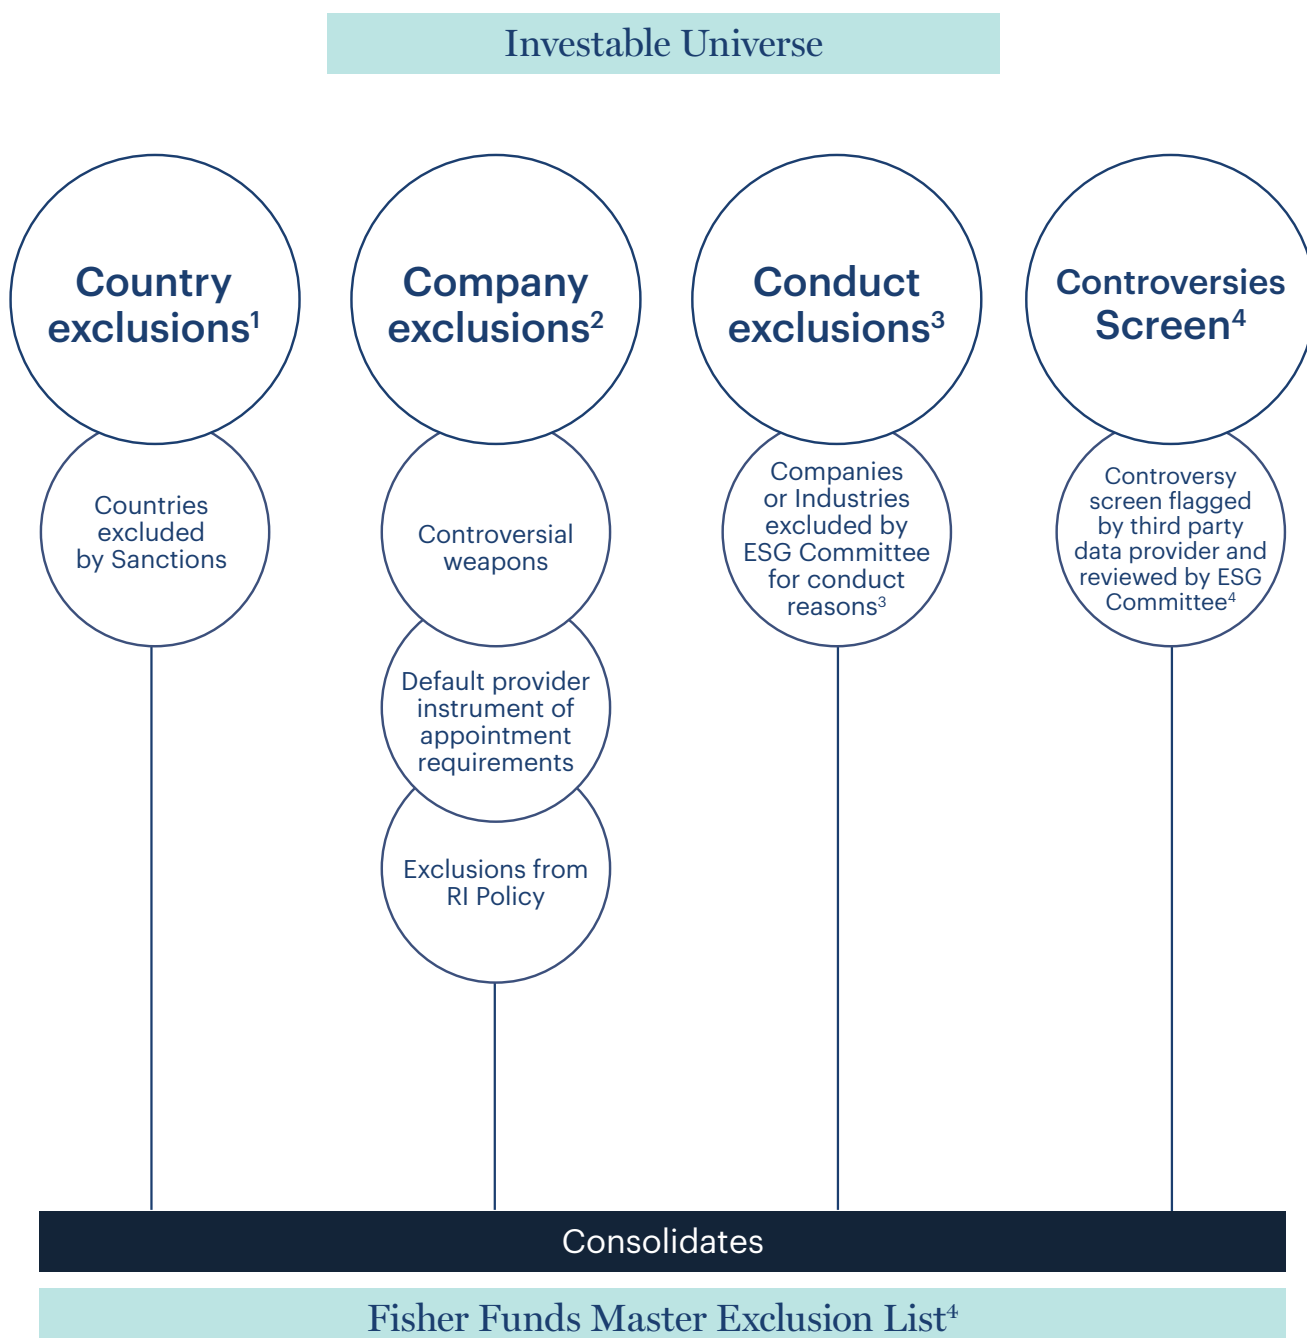 Investable Universe
Country
exclusions¹
Company
exclusions²
Conduct
exclusions³
Controversies
Screen⁴
Countries
excluded
by Sanctions
Controversial
weapons
Default provider
instrument of
appointment
requirements
Exclusions from
RI Policy
Companies
or Industries
excluded by
ESG Committee
for conduct
reasons³
Controversy
screen flagged
by third party
data provider and
reviewed by ESG
Committee⁴
Consolidates
Fisher Funds Master Exclusion List⁴